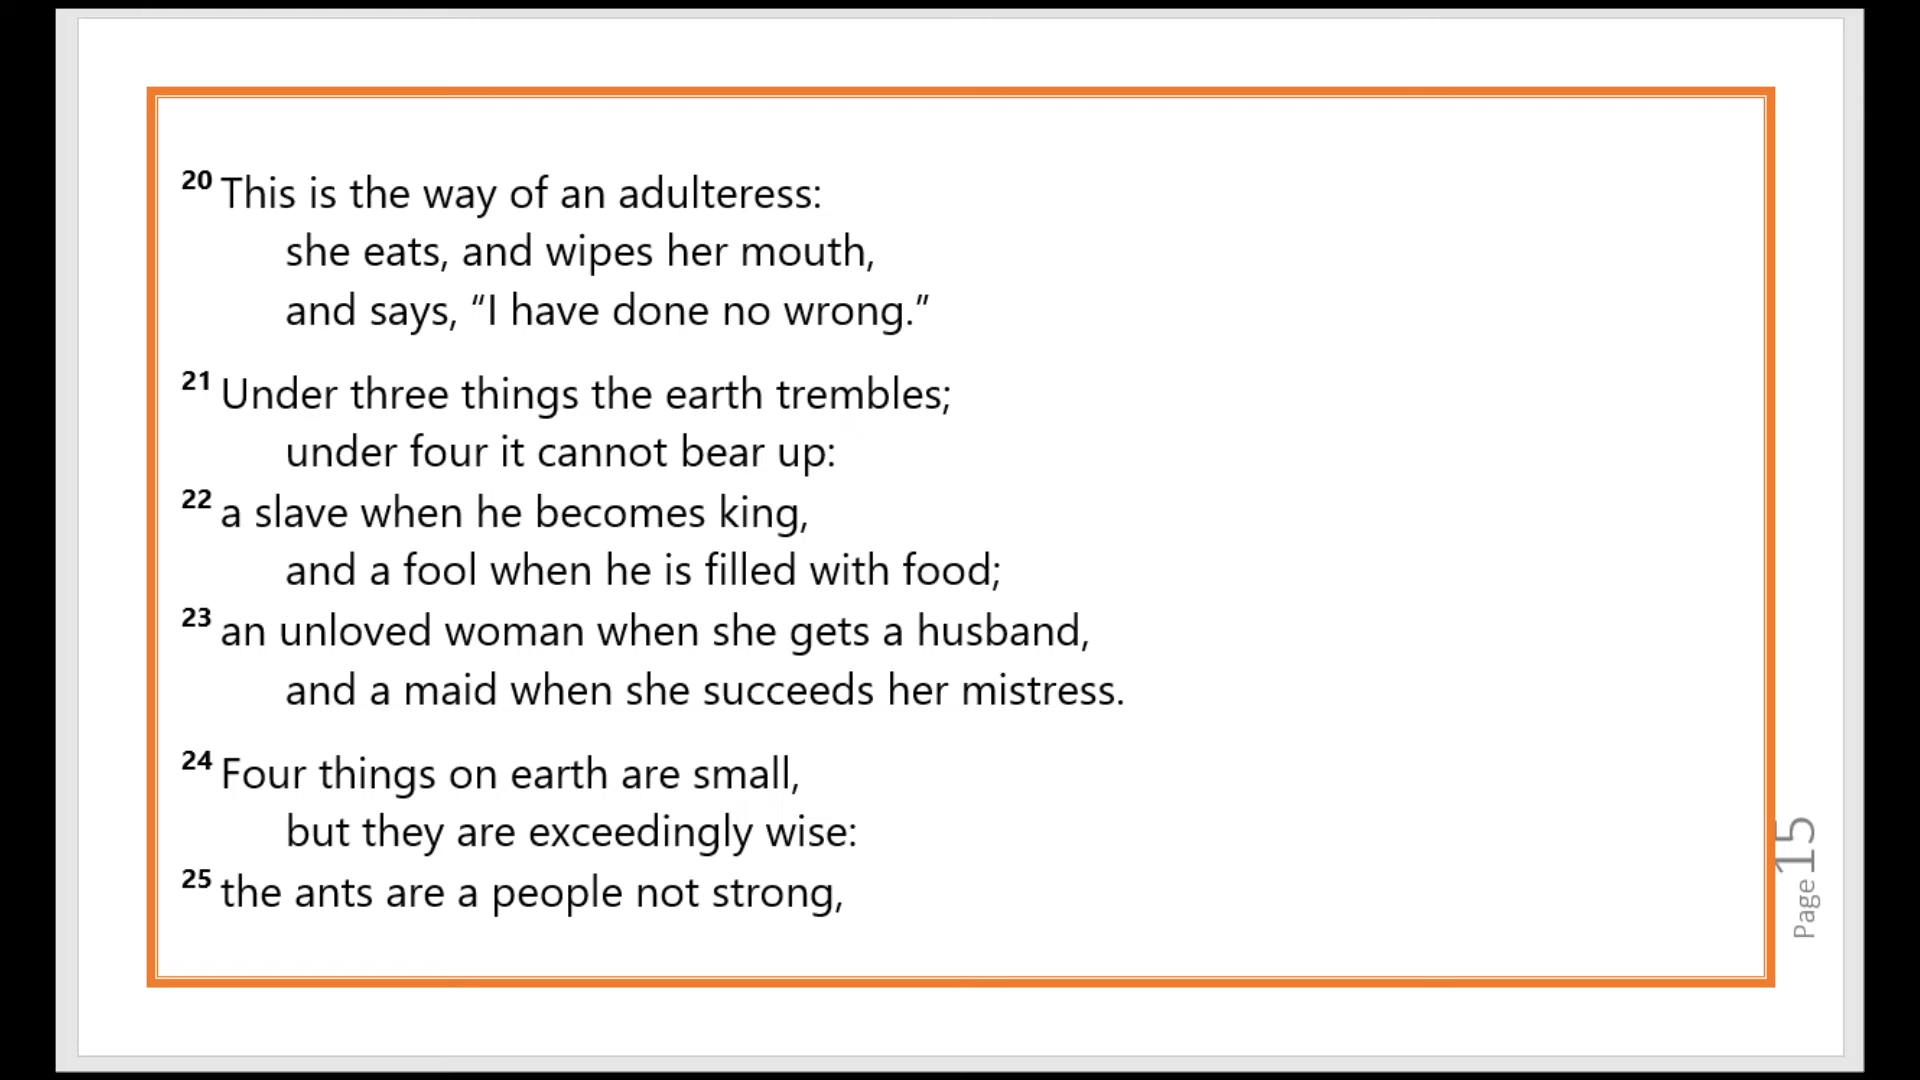 20 This is the way of an adulteress:
she eats, and wipes her mouth,
and says, “I have done no wrong.”
21 Under three things the earth trembles;
under four it cannot bear up:
22 a slave when he becomes king,
and a fool when he is filled with food;
23 an unloved woman when she gets a husband,
and a maid when she succeeds her mistress.
24 Four things on earth are small,
but they are exceedingly wise:
25 the ants are a people not strong,
Page 15